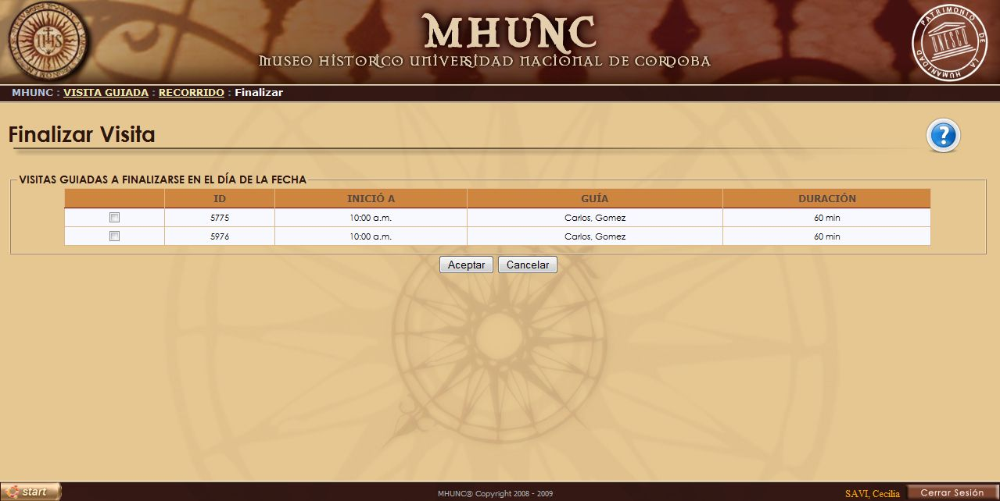 MHUNC
MUSEO HISTORICO UNIVERSIDAD NACIONAL DE CORDOBA
IHS
PATRIMONIO DE LA HUMANIDAD
UNESCO
MHUNC : VISITA GUIADA : RECORRIDO : Finalizar
Finalizar Visita
?
VISITAS GUIADAS A FINALIZARSE EN EL DÍA DE LA FECHA
ID INICIÓ A GUÍA DURACIÓN
5775 10:00 a.m. Carlos, Gomez 60 min
5976 10:00 a.m. Carlos, Gomez 60 min
Aceptar Cancelar
start MHUNC® Copyright 2008 - 2009 SAVI, Cecilia Cerrar Sesión